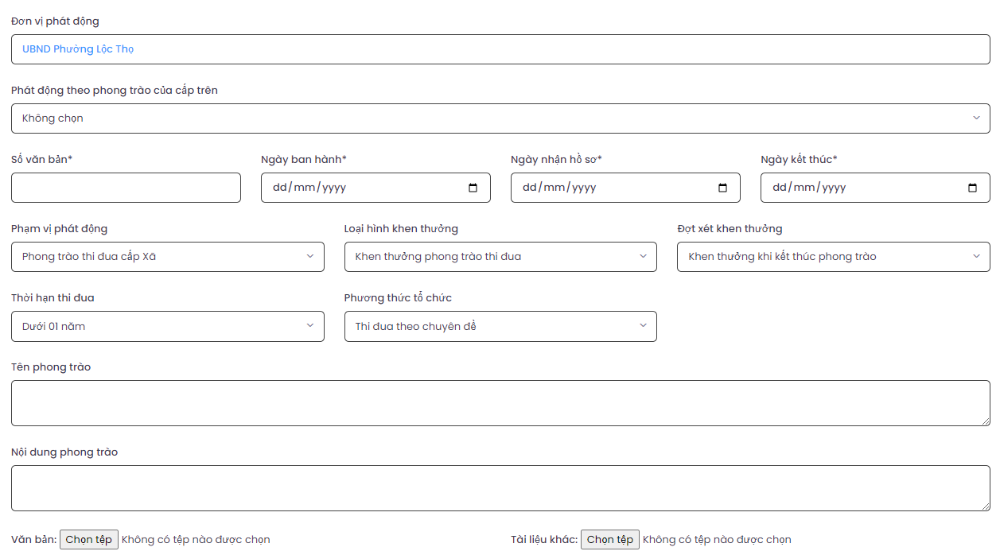 Đơn vị phát động
UBND Phường Lộc Thọ
Phát động theo phong trào của cấp trên
Không chọn
Số văn bản* Ngày ban hành* Ngày nhận hồ sơ* Ngày kết thúc*
dd/mm/yyyy dd/mm/yyyy dd/mm/yyyy
Phạm vị phát động Loại hình khen thưởng Đợt xét khen thưởng
Phong trào thi đua cấp Xã Khen thưởng phong trào thi đua Khen thưởng khi kết thúc phong trào
Thời hạn thi đua Phương thức tổ chức
Dưới 01 năm Thi đua theo chuyên đề
Tên phong trào
Nội dung phong trào
Văn bản: Chọn tệp Không có tệp nào được chọn Tài liệu khác: Chọn tệp Không có tệp nào được chọn